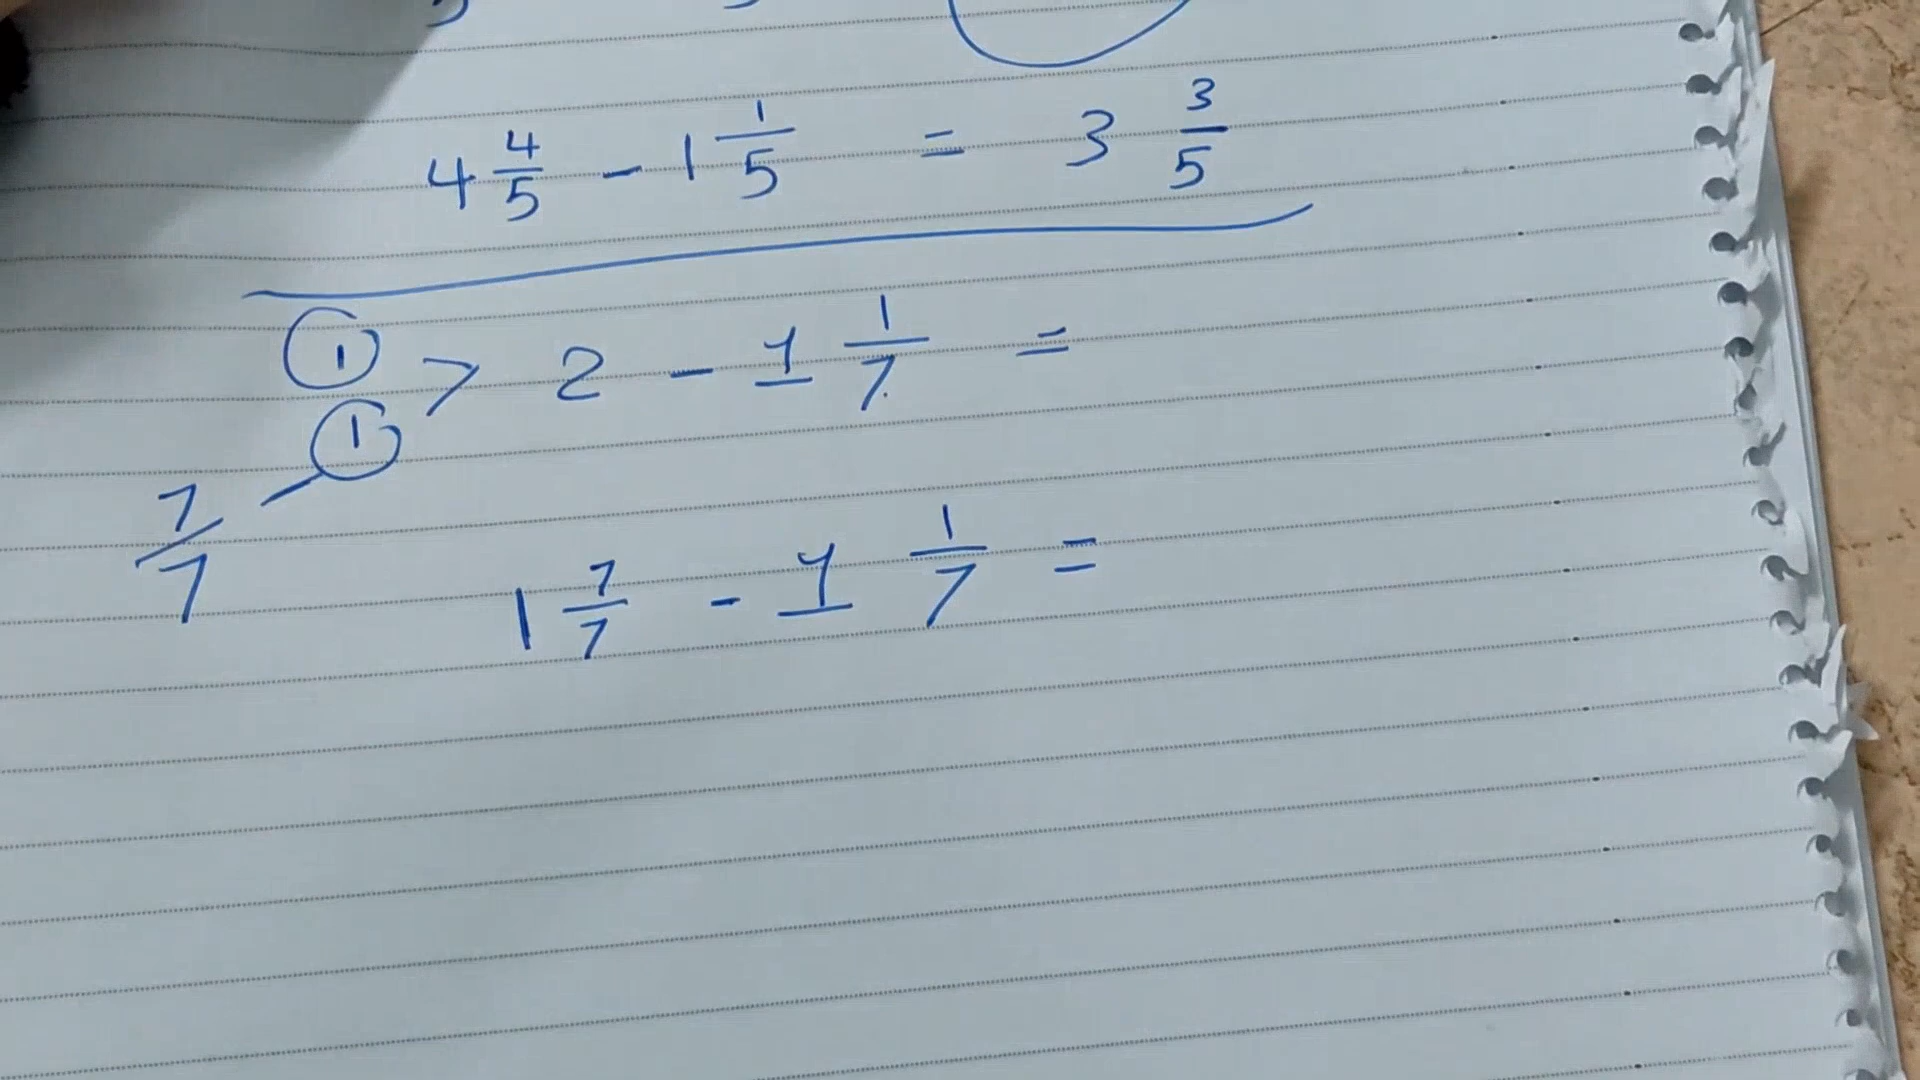 4 4/5 - 1 1/5 = 3 3/5
① ① > 2 - 1 1/7 =
7/7
1 7/7 - 1 1/7 =